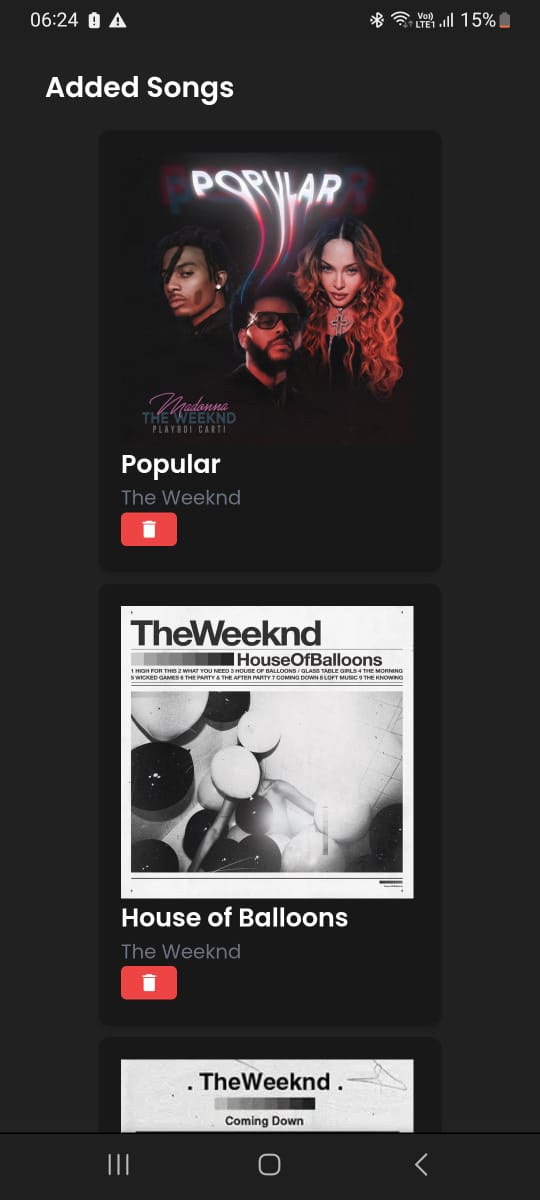 06:24
Vo))
LTE1
15%
Added Songs
POPULAR
Madonna
THE WEEKND
PLAYBOI CARTI
Popular
The Weeknd
TheWeeknd
HouseOfBalloons
1 HIGH FOR THIS 2 WHAT YOU NEED 3 HOUSE OF BALLOONS / GLASS TABLE GIRLS 4 THE MORNING
5 WICKED GAMES 6 THE PARTY & THE AFTER PARTY 7 COMING DOWN 8 LOFT MUSIC 9 THE KNOWING
House of Balloons
The Weeknd
. TheWeeknd .
Coming Down